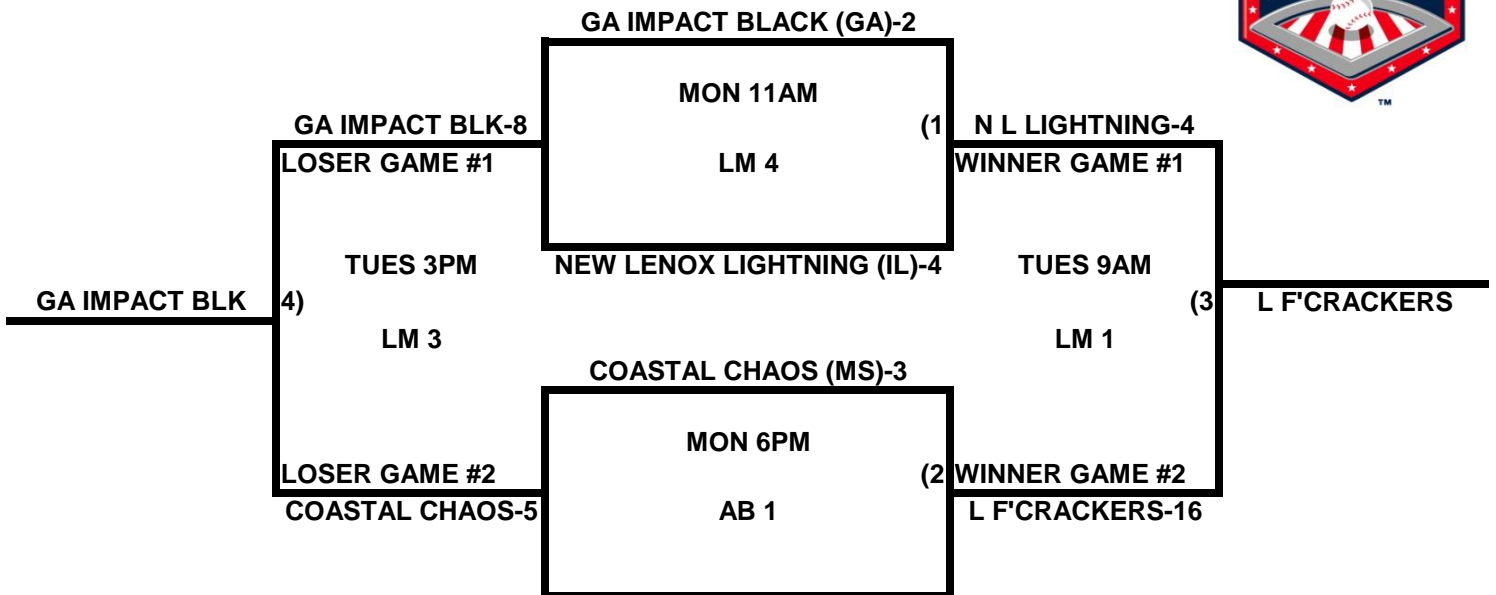 GA IMPACT BLACK (GA)-2
MON 11AM
GA IMPACT BLK-8
(1
N L LIGHTNING-4
LOSER GAME #1
LM 4
WINNER GAME #1
TUES 3PM
NEW LENOX LIGHTNING (IL)-4
TUES 9AM
GA IMPACT BLK
4)
(3
L F'CRACKERS
LM 3
LM 1
COASTAL CHAOS (MS)-3
MON 6PM
LOSER GAME #2
(2
WINNER GAME #2
COASTAL CHAOS-5
AB 1
L F'CRACKERS-16
TM